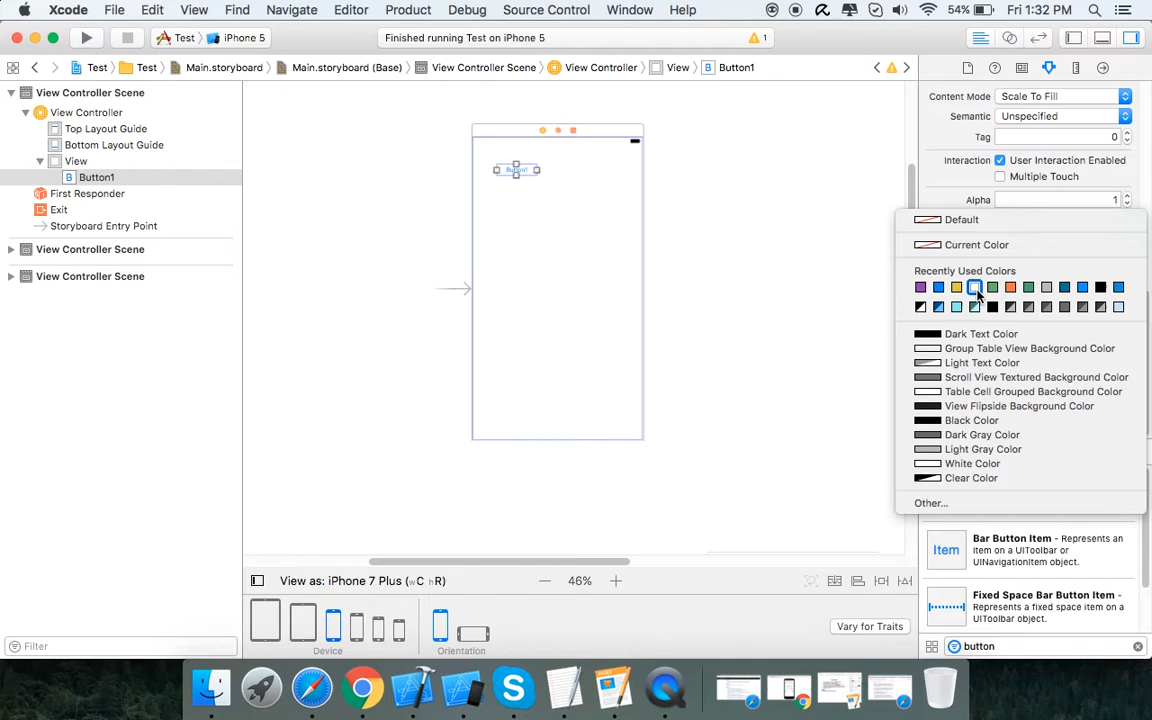 Xcode File Edit View Find Navigate Editor Product Debug Source Control Window Help 54% Fri 1:32 PM
Test iPhone 5 Finished running Test on iPhone 5 1
Test Test Main.storyboard Main.storyboard (Base) View Controller Scene View Controller View B Button1
View Controller Scene
View Controller
Top Layout Guide
Bottom Layout Guide
View
B Button1
First Responder
Exit
Storyboard Entry Point
View Controller Scene
View Controller Scene
Filter
Button1
View as: iPhone 7 Plus (wC hR) 46%
Device
Orientation
Vary for Traits
Content Mode Scale To Fill
Semantic Unspecified
Tag 0
Interaction User Interaction Enabled
Multiple Touch
Alpha 1
Default
Current Color
Recently Used Colors
Dark Text Color
Group Table View Background Color
Light Text Color
Scroll View Textured Background Color
Table Cell Grouped Background Color
View Flipside Background Color
Black Color
Dark Gray Color
Light Gray Color
White Color
Clear Color
Other...
Item
Bar Button Item - Represents an
item on a UIToolbar or
UINavigationItem object.
Fixed Space Bar Button Item -
Represents a fixed space item on a
UIToolbar object.
button